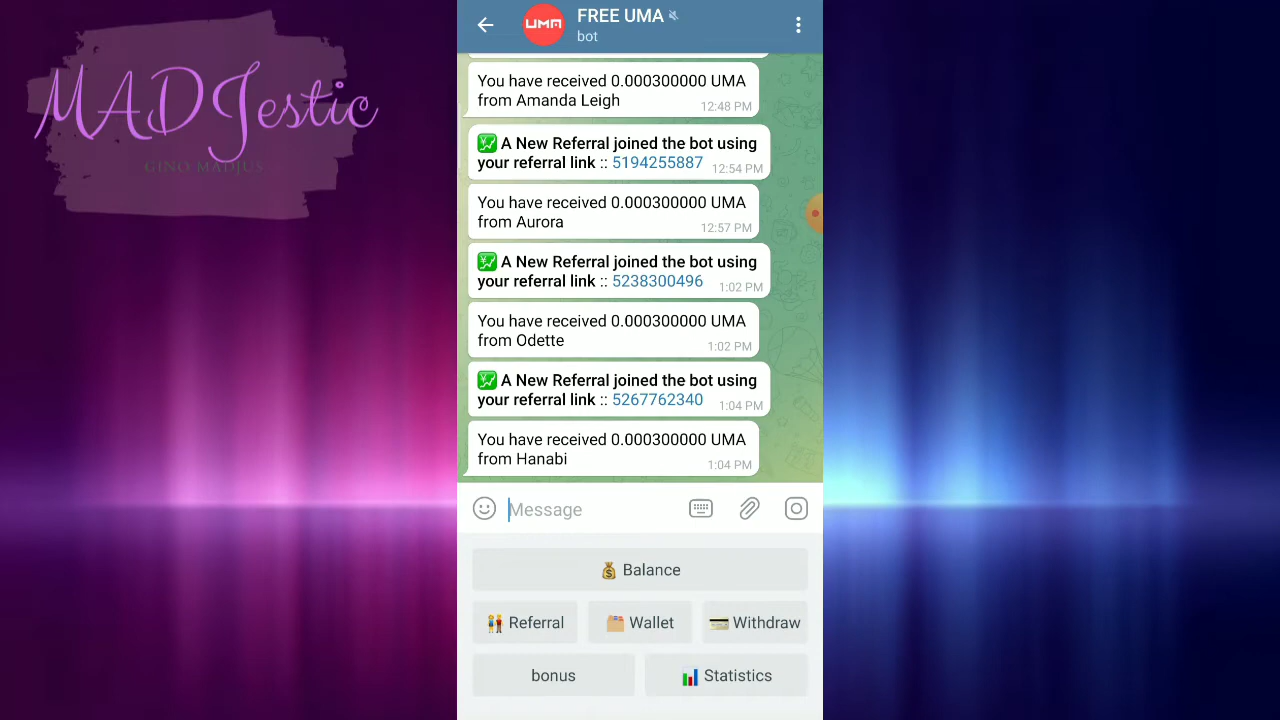 MADJestic
GINO MADJUS
UMA
FREE UMA
bot
You have received 0.000300000 UMA
from Amanda Leigh
12:48 PM
A New Referral joined the bot using
your referral link :: 5194255887
12:54 PM
You have received 0.000300000 UMA
from Aurora
12:57 PM
A New Referral joined the bot using
your referral link :: 5238300496
1:02 PM
You have received 0.000300000 UMA
from Odette
1:02 PM
A New Referral joined the bot using
your referral link :: 5267762340
1:04 PM
You have received 0.000300000 UMA
from Hanabi
1:04 PM
Message
Balance
Referral
Wallet
Withdraw
bonus
Statistics